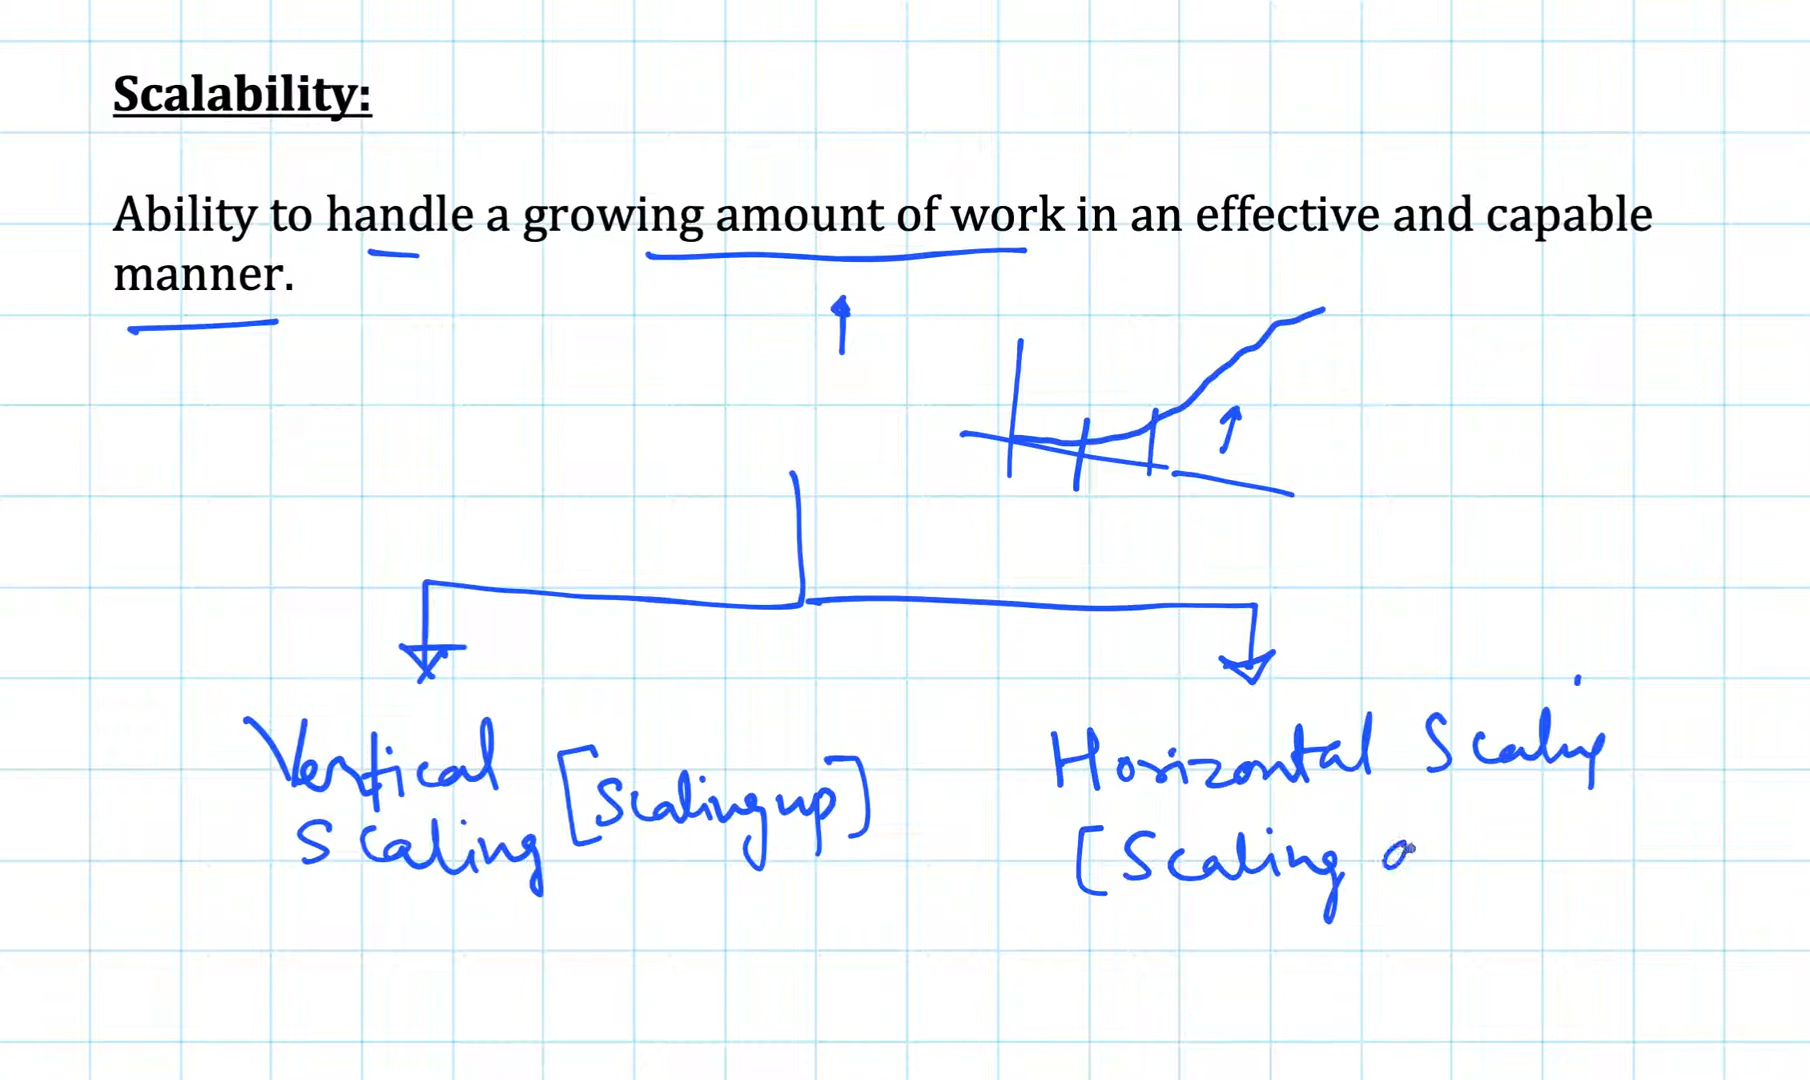 Scalability:
Ability to handle a growing amount of work in an effective and capable
manner.
Vertical [Scaling up]
Scaling
Horizontal Scaling
[Scaling o